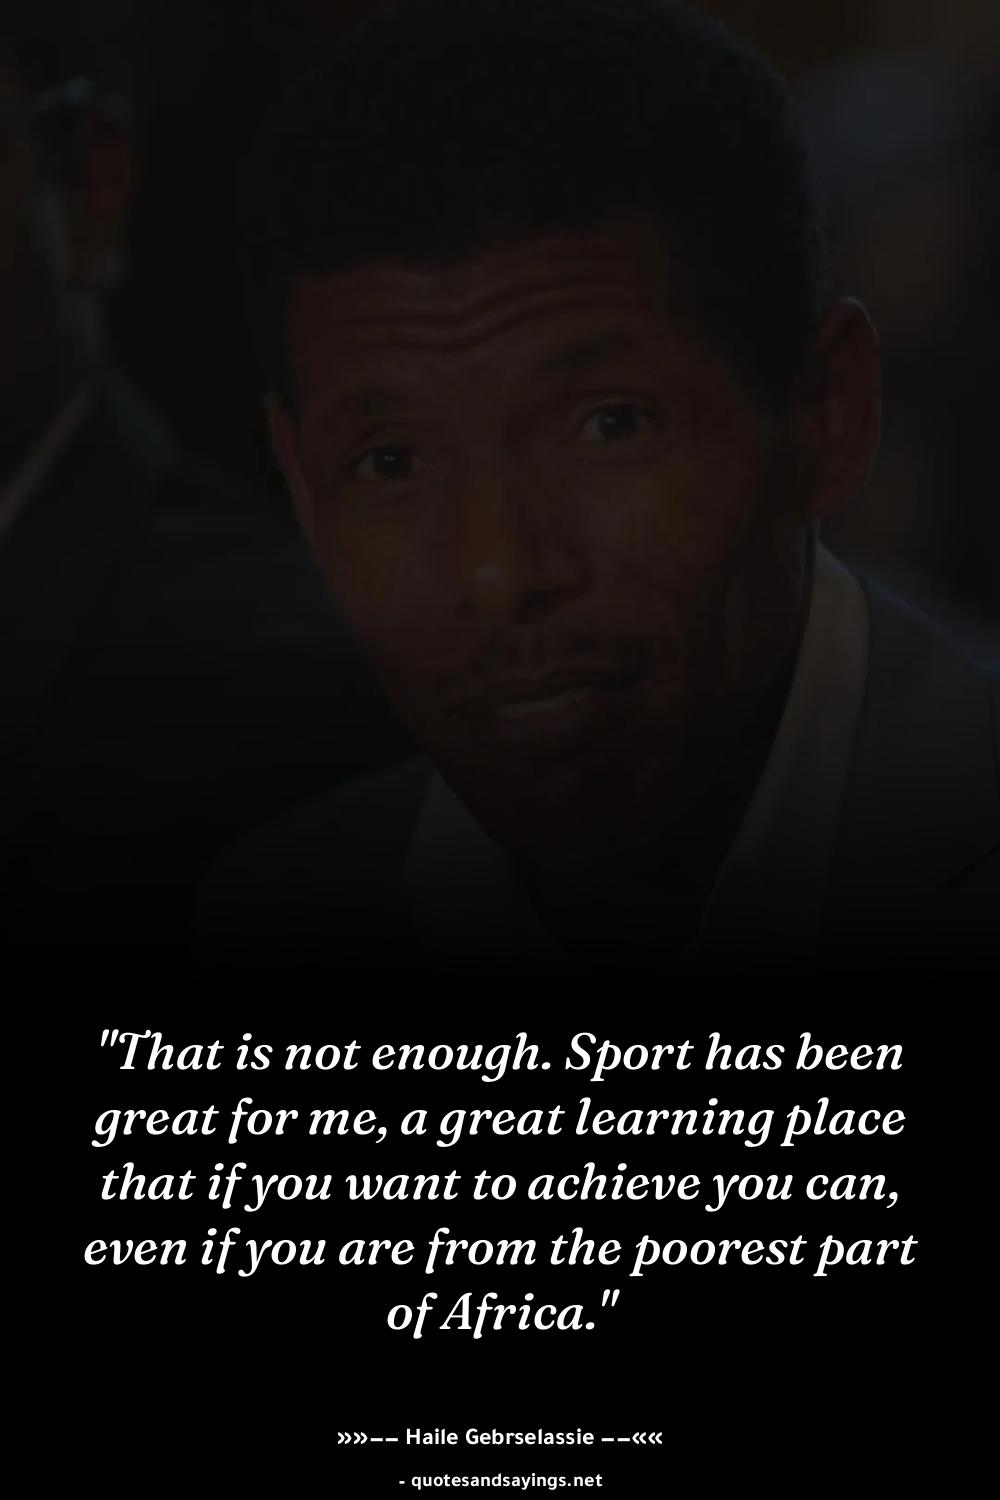 "That is not enough. Sport has been
great for me, a great learning place
that if you want to achieve you can,
even if you are from the poorest part
of Africa."
»»−− Haile Gebrselassie −−««
- quotesandsayings.net